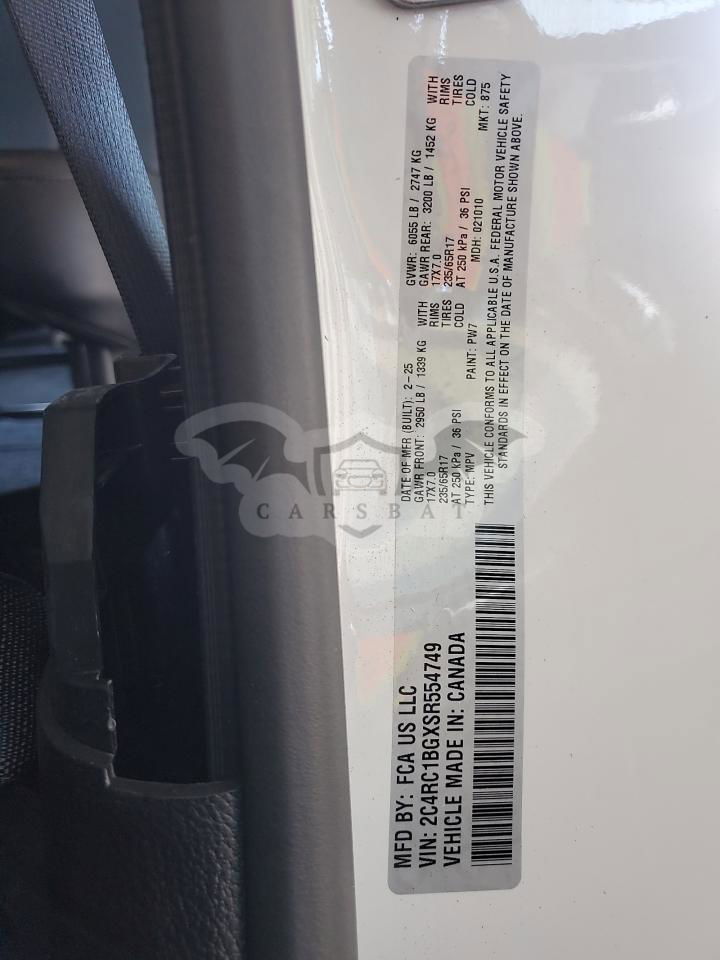 MFD BY: FCA US LLC
VIN: 2C4RC1BGXSR554749
VEHICLE MADE IN: CANADA
DATE OF MFR (BUILT): 2-25
GAWR FRONT: 2950 LB / 1339 KG WITH
17X7.0 RIMS
235/65R17 TIRES
AT 250 kPa / 36 PSI COLD
TYPE: MPV PAINT: PW7
GVWR: 6055 LB / 2747 KG
GAWR REAR: 3200 LB / 1452 KG WITH
17X7.0 RIMS
235/65R17 TIRES
AT 250 kPa / 36 PSI COLD
MDH: 021010 MKT: 875
THIS VEHICLE CONFORMS TO ALL APPLICABLE U.S.A. FEDERAL MOTOR VEHICLE SAFETY
STANDARDS IN EFFECT ON THE DATE OF MANUFACTURE SHOWN ABOVE.
CARSBAT